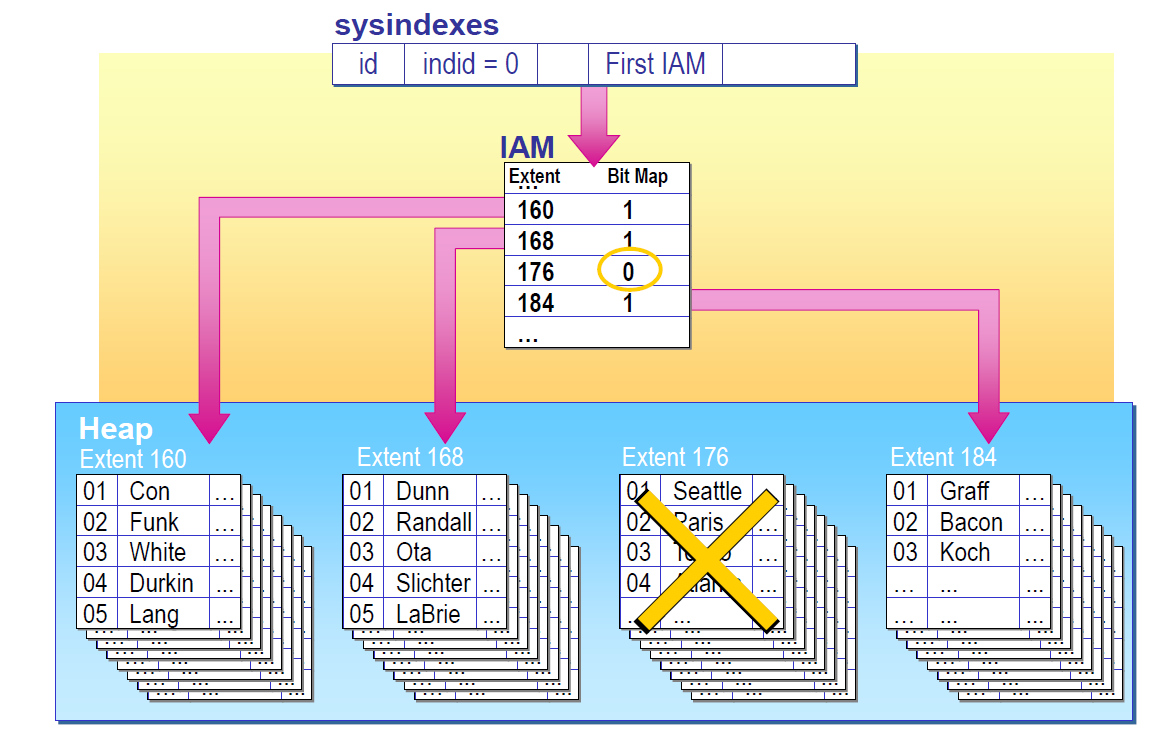 sysindexes
id indid = 0 First IAM
IAM
Extent Bit Map
...
160 1
168 1
176 0
184 1
...
Heap
Extent 160
01 Con ...
02 Funk ...
03 White ...
04 Durkin ...
05 Lang ...
Extent 168
01 Dunn ...
02 Randall ...
03 Ota ...
04 Slichter ...
05 LaBrie ...
Extent 176
01 Seattle ...
02 Paris ...
03 ...
04 ...
... ...
Extent 184
01 Graff ...
02 Bacon ...
03 Koch ...
... ... ...
... ... ...